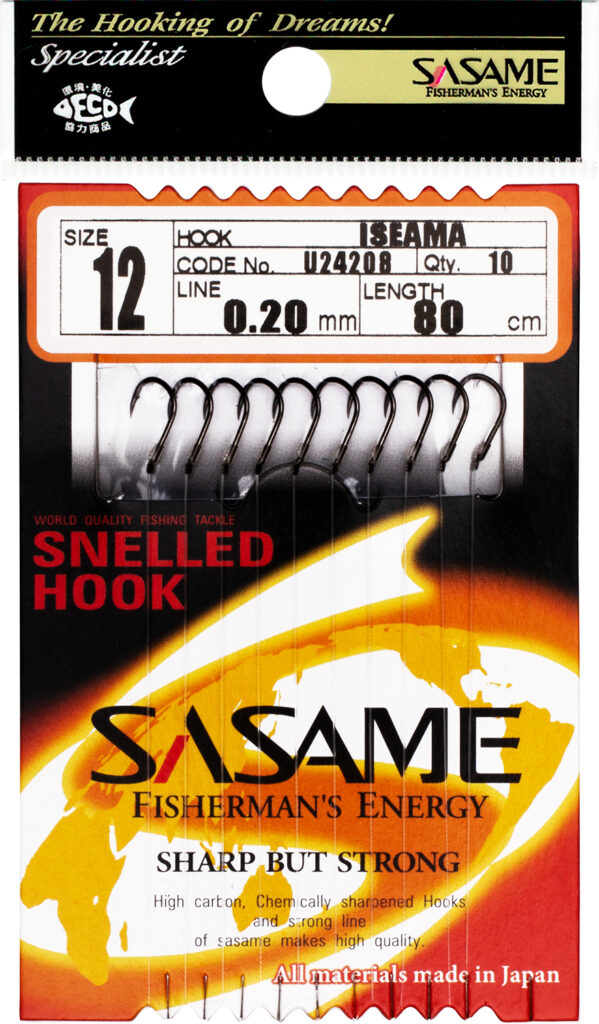 The Hooking of Dreams!
Specialist
SASAME
FISHERMAN'S ENERGY
環境・美化
ECO
協力商品
SIZE 12
HOOK ISEAMA
CODE No. U24208 Qty. 10
LINE 0.20 mm
LENGTH 80 cm
WORLD QUALITY FISHING TACKLE
SNELLED
HOOK
SASAME
FISHERMAN'S ENERGY
SHARP BUT STRONG
High carbon, Chemically sharpened Hooks
and strong line
of sasame makes high quality.
All materials made in Japan